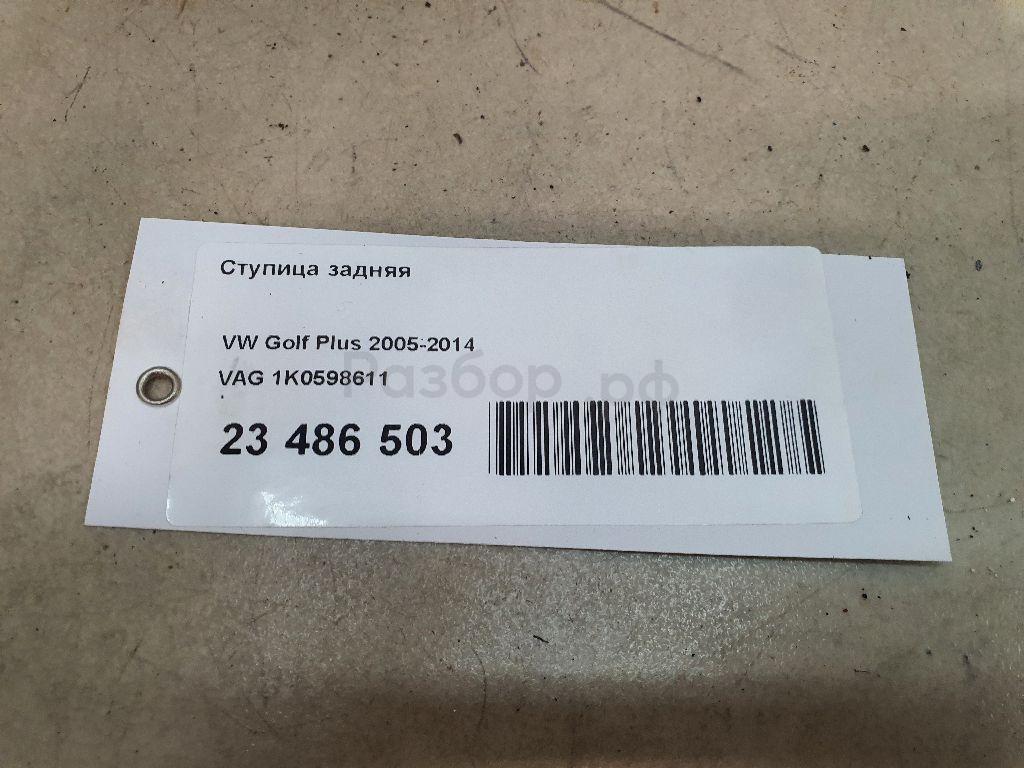 Ступица задняя
VW Golf Plus 2005-2014
Разбор.рф
VAG 1K0598611
23 486 503